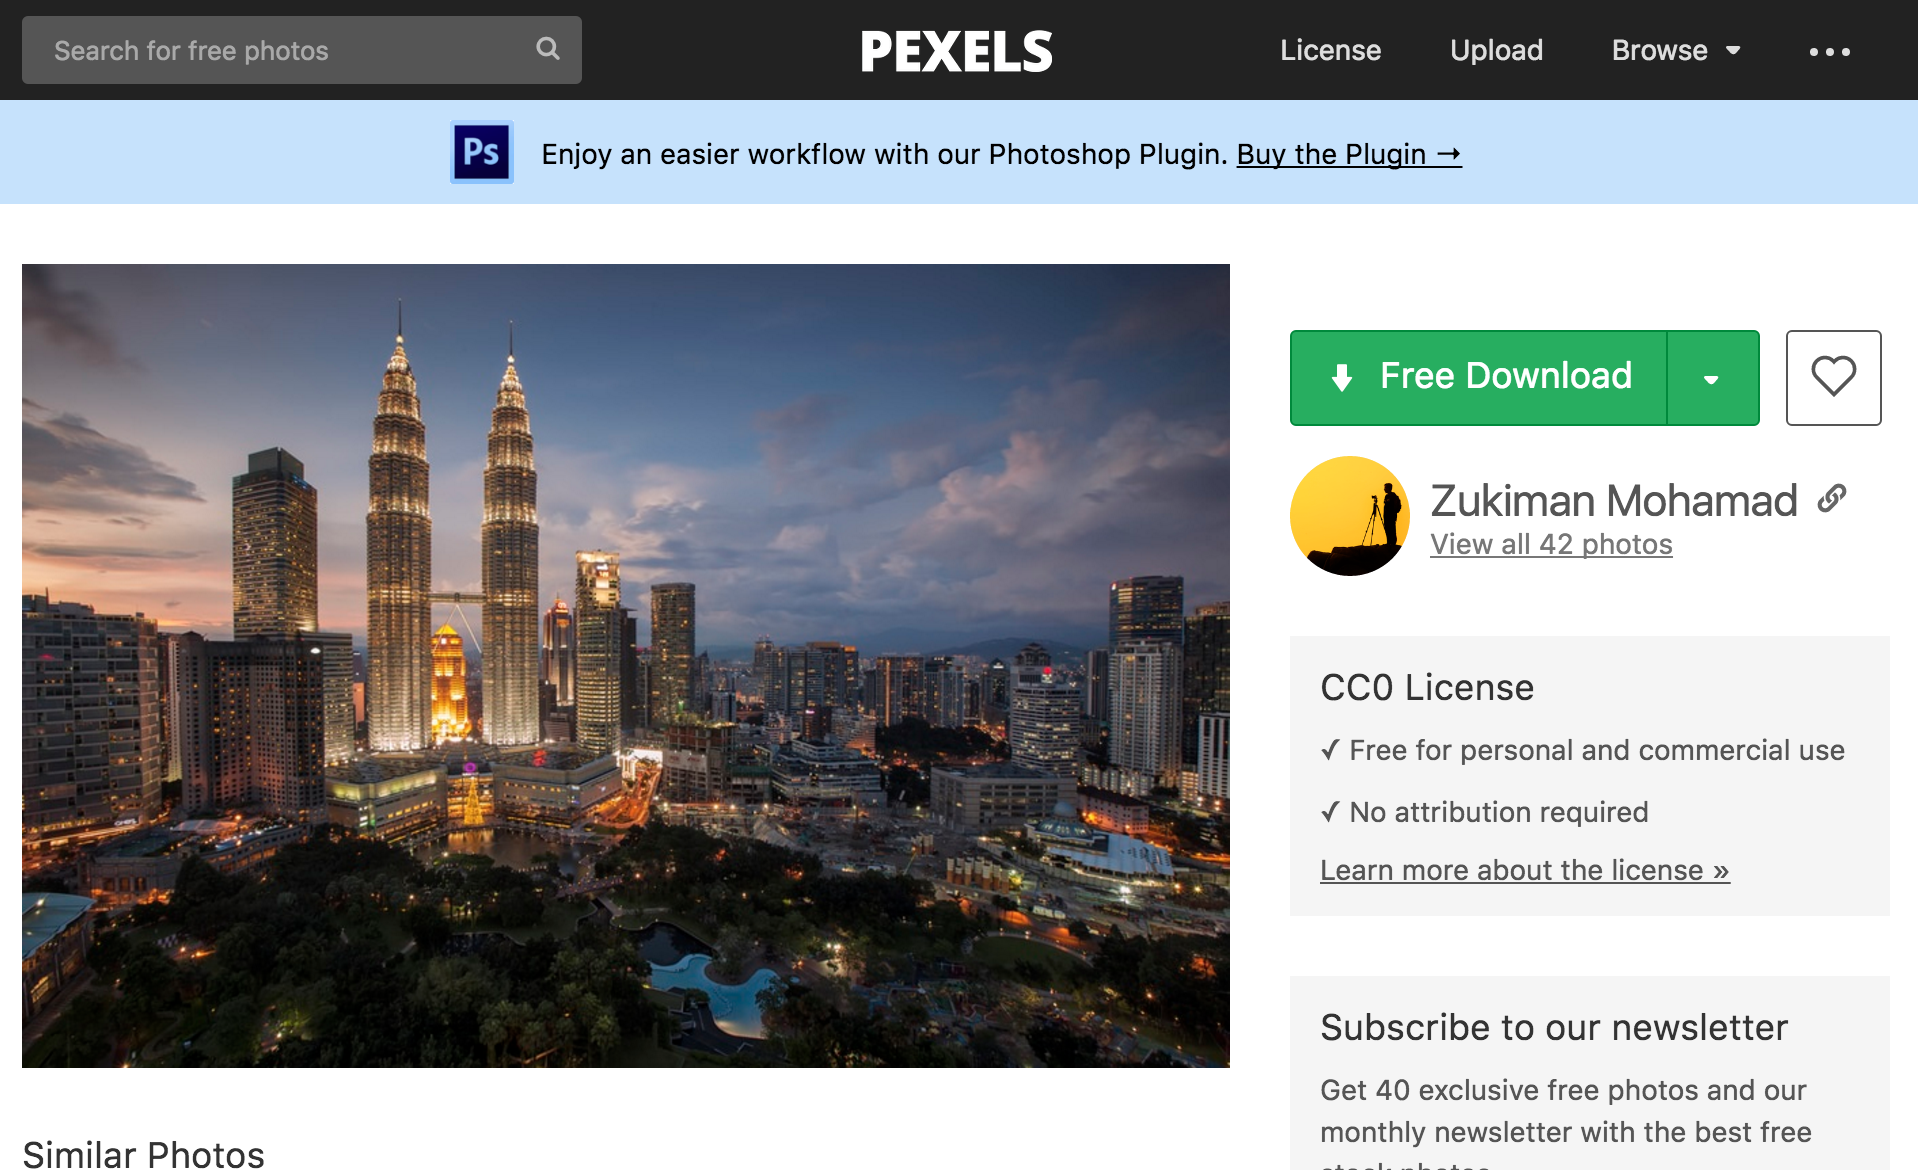 Search for free photos
PEXELS
License
Upload
Browse
Ps
Enjoy an easier workflow with our Photoshop Plugin. Buy the Plugin →
Free Download
Zukiman Mohamad
View all 42 photos
CC0 License
✓ Free for personal and commercial use
✓ No attribution required
Learn more about the license »
Subscribe to our newsletter
Get 40 exclusive free photos and our
monthly newsletter with the best free
Similar Photos